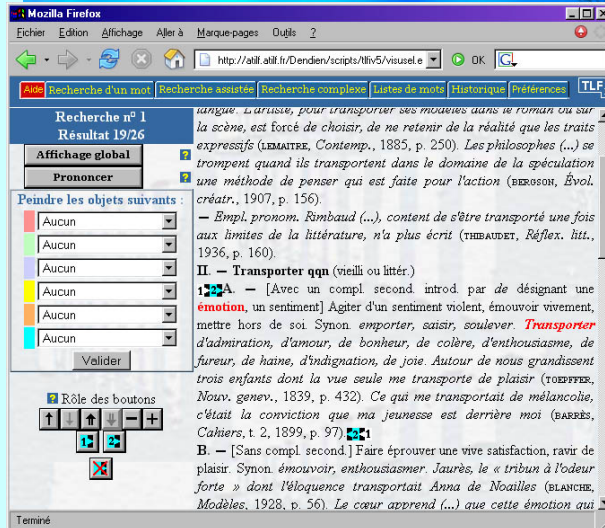 Mozilla Firefox
Fichier Edition Affichage Aller à Marque-pages Outils ?
http://atilf.atilf.fr/Dendien/scripts/tlfiv5/visusel.e OK G
Aide Recherche d'un mot Recherche assistée Recherche complexe Listes de mots Historique Préférences TLF
Recherche nº 1
Résultat 19/26
Affichage global ?
Prononcer ?
Peindre les objets suivants :
Aucun
Aucun
Aucun
Aucun
Aucun
Aucun
Valider
? Rôle des boutons
1 2
langue. L'artiste, pour transporter ses modèles dans le roman ou sur
la scène, est forcé de choisir, de ne retenir de la réalité que les traits
expressifs (LEMAITRE, Contemp., 1885, p. 250). Les philosophes (...) se
trompent quand ils transportent dans le domaine de la spéculation
une méthode de penser qui est faite pour l'action (BERGSON, Évol.
créatr., 1907, p. 156).
— Empl. pronom. Rimbaud (...), content de s'être transporté une fois
aux limites de la littérature, n'a plus écrit (THIBAUDET, Réflex. litt.,
1936, p. 160).
II. — Transporter qqn (vieilli ou littér.)
1 2 A. — [Avec un compl. second. introd. par de désignant une
émotion, un sentiment] Agiter d'un sentiment violent, émouvoir vivement,
mettre hors de soi. Synon. emporter, saisir, soulever. Transporter
d'admiration, d'amour, de bonheur, de colère, d'enthousiasme, de
fureur, de haine, d'indignation, de joie. Autour de nous grandissent
trois enfants dont la vue seule me transporte de plaisir (TOEPFFER,
Nouv. genev., 1839, p. 432). Ce qui me transportait de mélancolie,
c'était la conviction que ma jeunesse est derrière moi (BARRÈS,
Cahiers, t. 2, 1899, p. 97). 2 1
B. — [Sans compl. second.] Faire éprouver une vive satisfaction, ravir de
plaisir. Synon. émouvoir, enthousiasmer. Jaurès, le « tribun à l'odeur
forte » dont l'éloquence transportait Anna de Noailles (BLANCHE,
Modèles, 1928, p. 56). Le cœur apprend (...) que cette émotion qui
Terminé